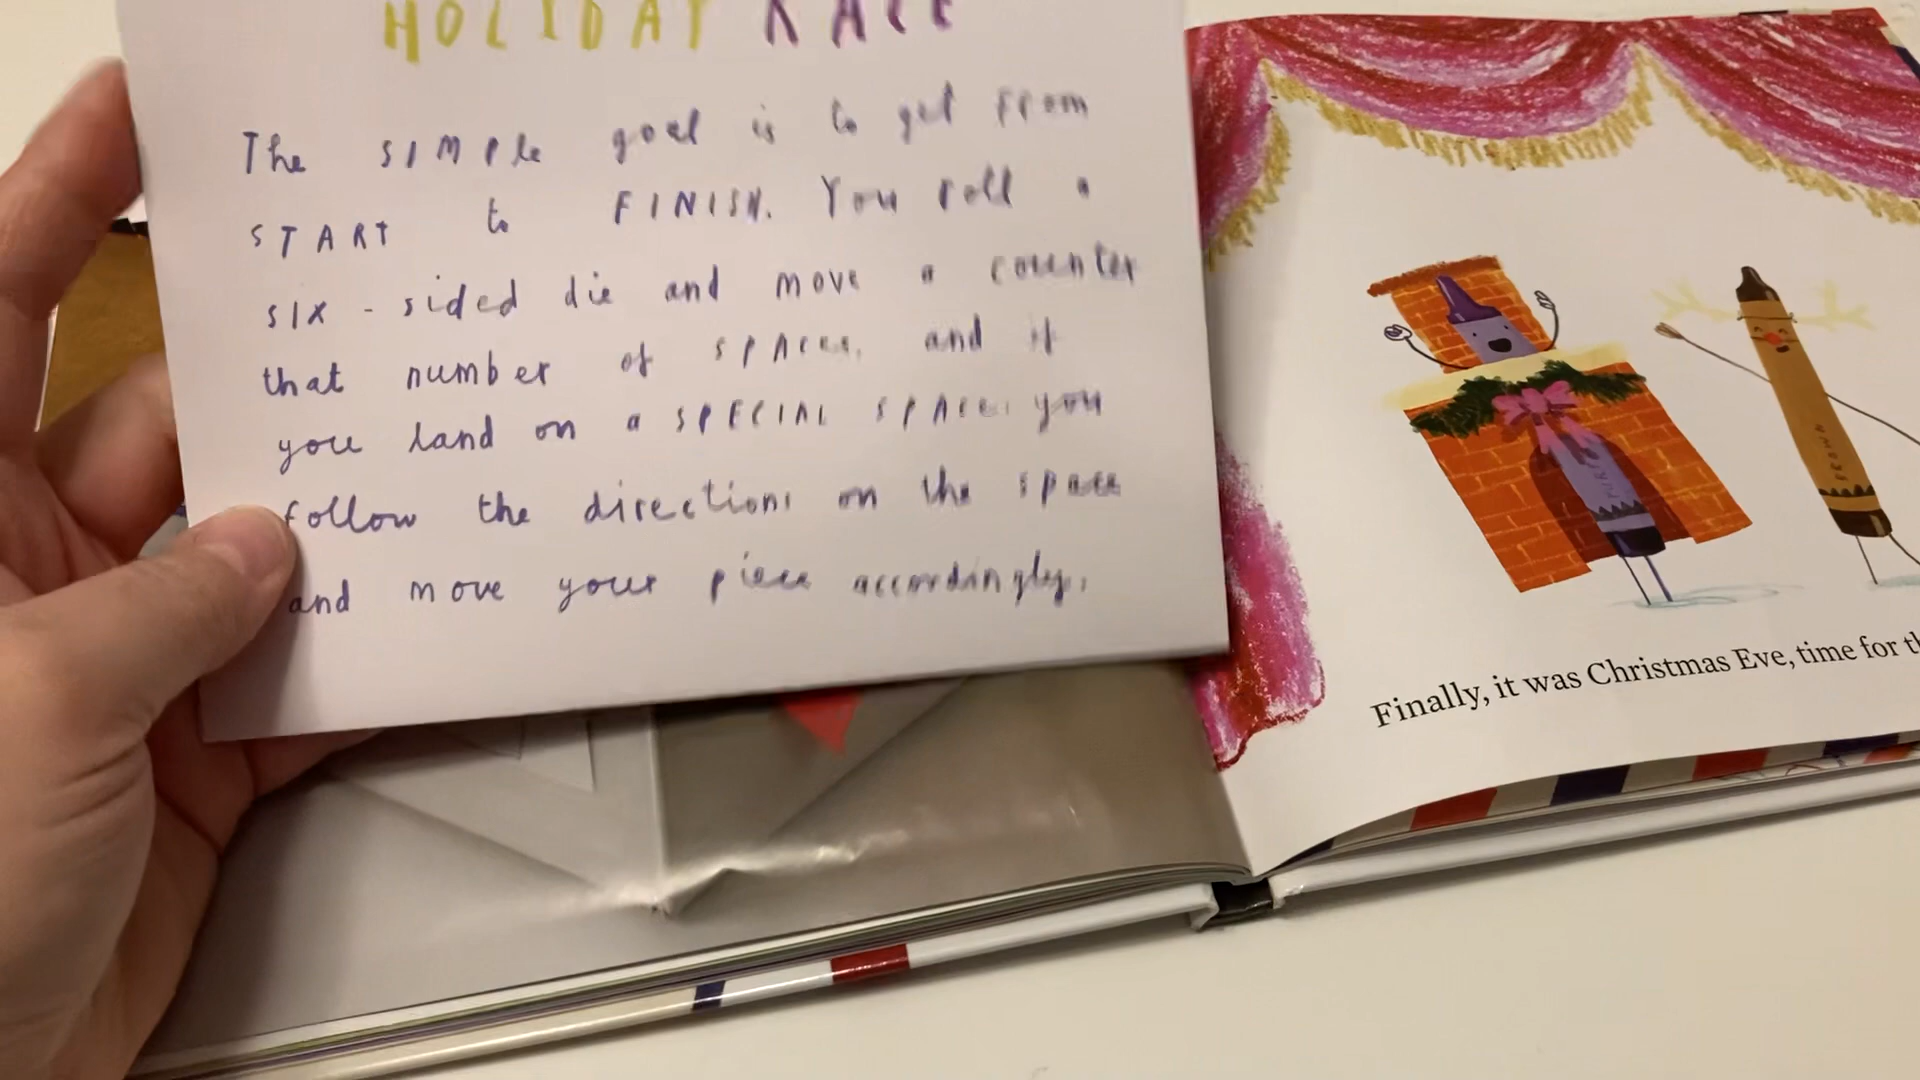 HOLIDAY RACE
The SIMPle goal is to get From
START to FINISH. You roll a
SIX-sided die and move a counter
that number of SPAces, and if
you land on a SPECIAL SPAce, you
follow the directions on the space
and move your piece accordingly.
PURPLE
BROWN
Finally, it was Christmas Eve, time for